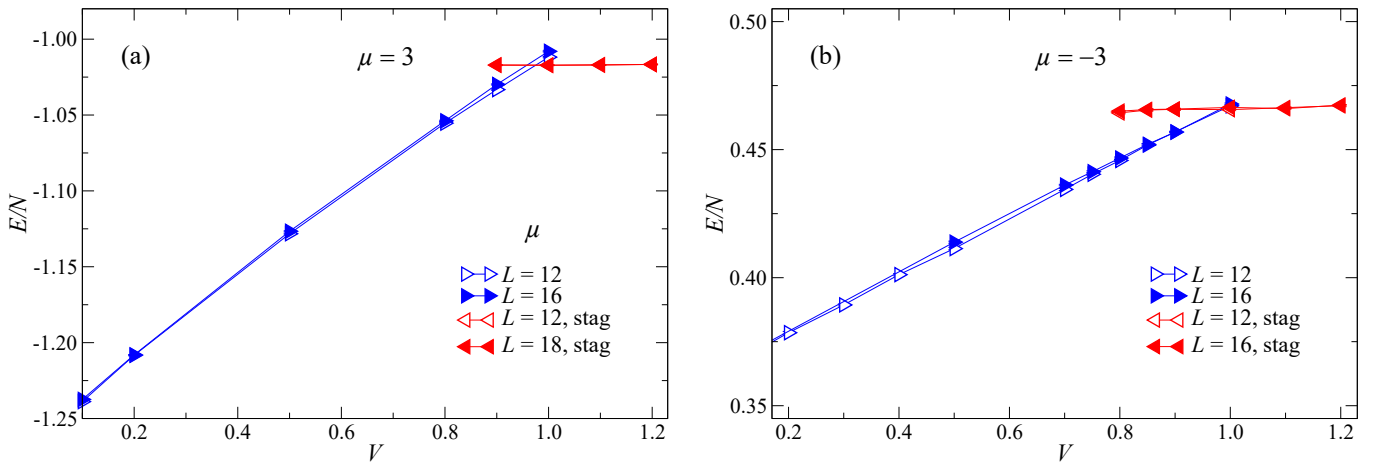 (a)
μ = 3
-1.00
-1.05
-1.10
-1.15
-1.20
-1.25
E/N
μ
L = 12
L = 16
L = 12, stag
L = 18, stag
0.2 0.4 0.6 0.8 1.0 1.2
V
(b)
μ = −3
0.50
0.45
0.40
0.35
E/N
L = 12
L = 16
L = 12, stag
L = 16, stag
0.2 0.4 0.6 0.8 1.0 1.2
V